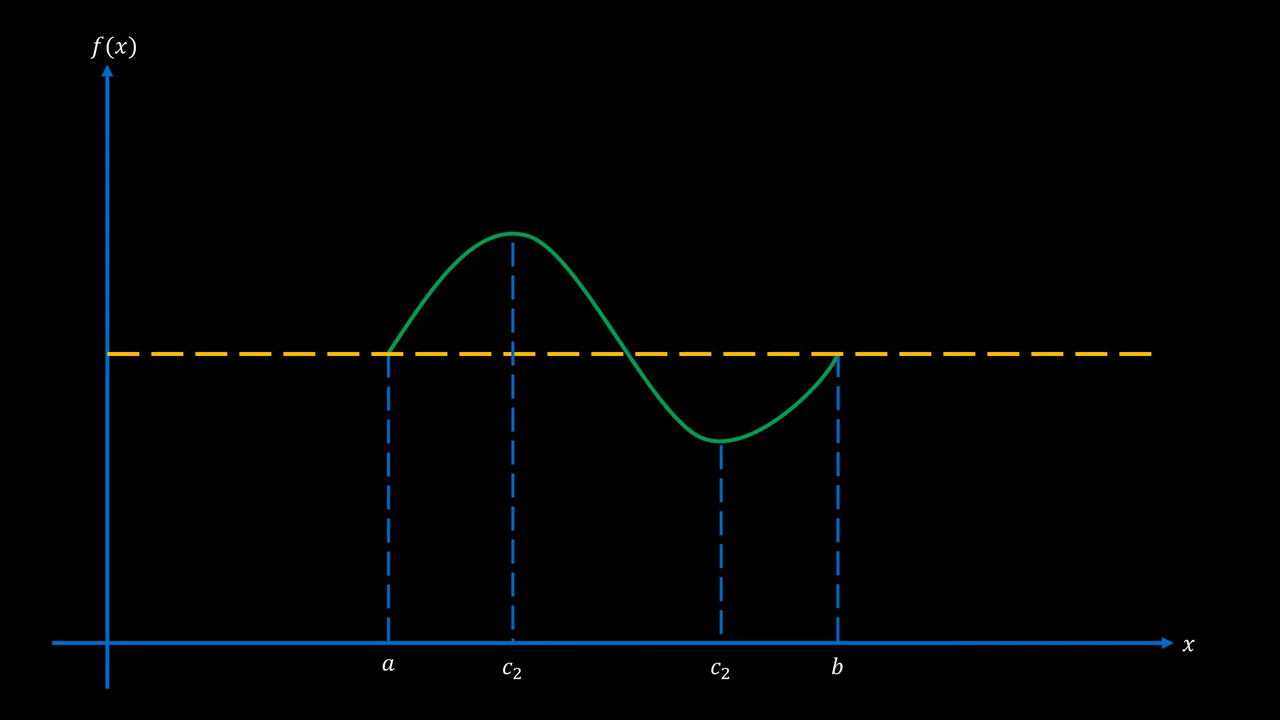 f(x)
x
a c₂ c₂ b